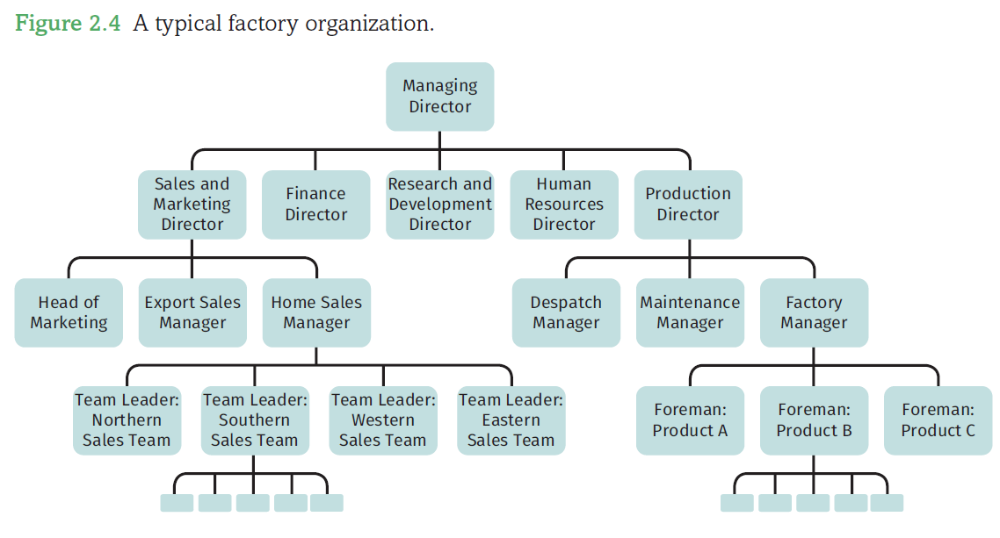 Figure 2.4 A typical factory organization.
Managing
Director
Sales and
Marketing
Director
Finance
Director
Research and
Development
Director
Human
Resources
Director
Production
Director
Head of
Marketing
Export Sales
Manager
Home Sales
Manager
Despatch
Manager
Maintenance
Manager
Factory
Manager
Team Leader:
Northern
Sales Team
Team Leader:
Southern
Sales Team
Team Leader:
Western
Sales Team
Team Leader:
Eastern
Sales Team
Foreman:
Product A
Foreman:
Product B
Foreman:
Product C